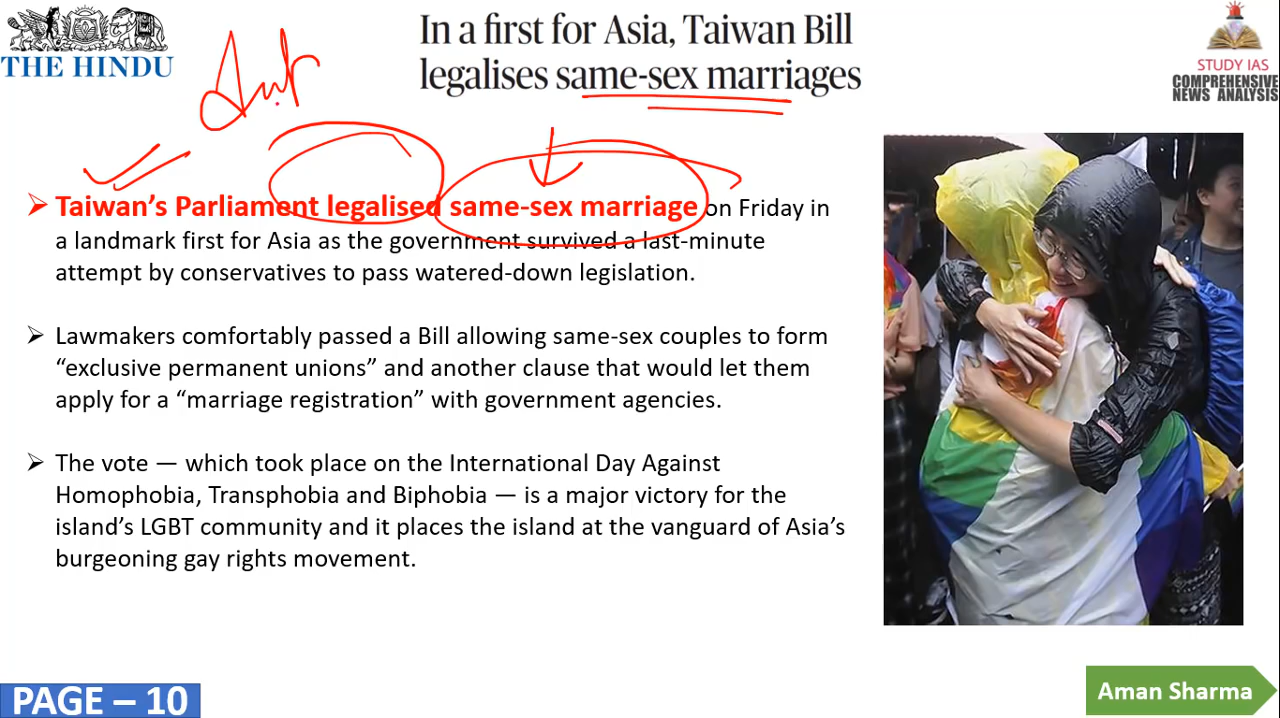 THE HINDU
In a first for Asia, Taiwan Bill
legalises same-sex marriages
STUDY IAS
COMPREHENSIVE
NEWS ANALYSIS
➢ Taiwan’s Parliament legalised same-sex marriage on Friday in
a landmark first for Asia as the government survived a last-minute
attempt by conservatives to pass watered-down legislation.
➢ Lawmakers comfortably passed a Bill allowing same-sex couples to form
“exclusive permanent unions” and another clause that would let them
apply for a “marriage registration” with government agencies.
➢ The vote — which took place on the International Day Against
Homophobia, Transphobia and Biphobia — is a major victory for the
island’s LGBT community and it places the island at the vanguard of Asia’s
burgeoning gay rights movement.
PAGE – 10
Aman Sharma